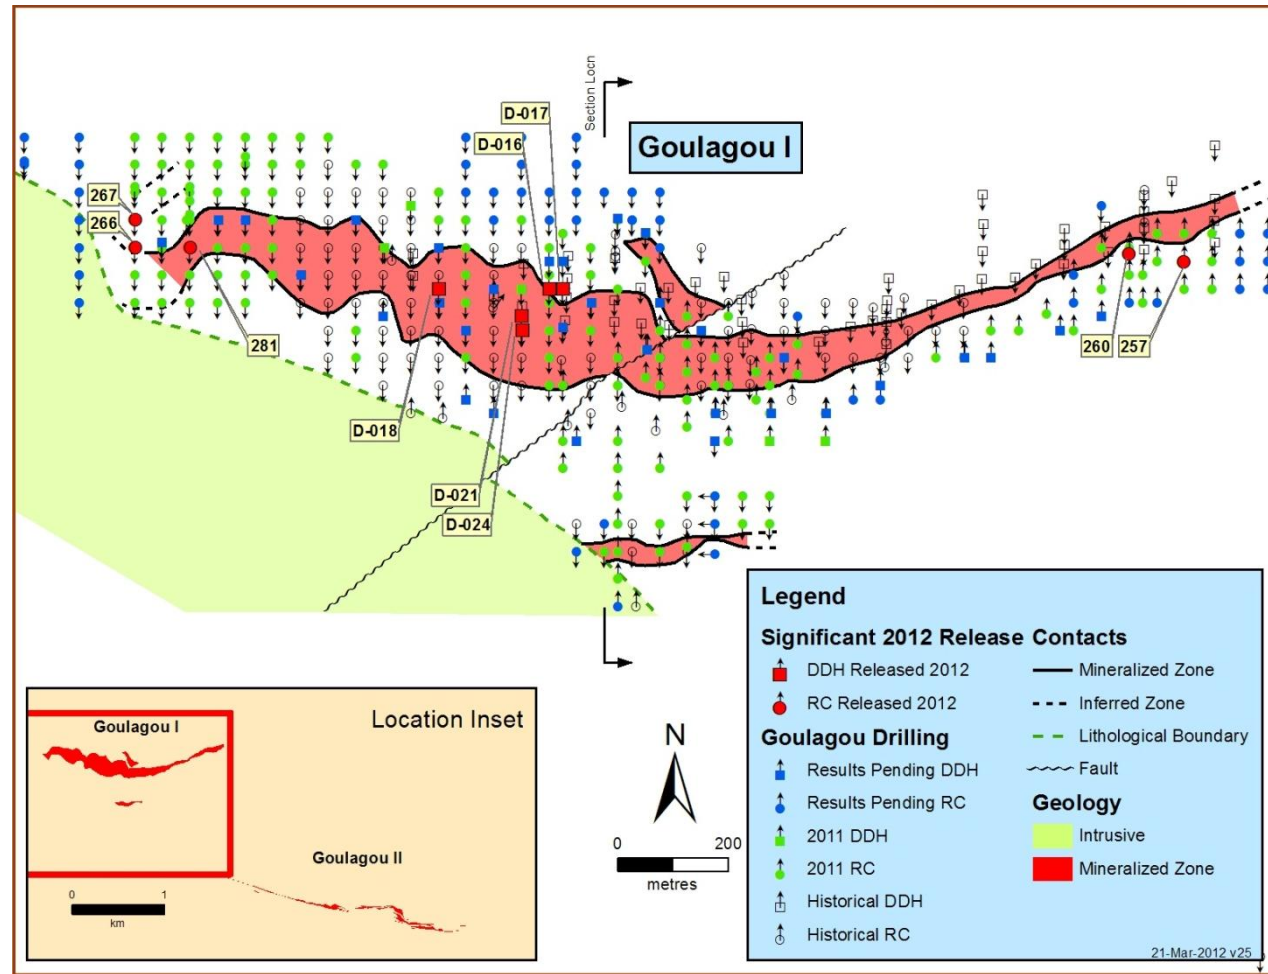 Section Locn
D-017
D-016
Goulagou I
267
266
281
260
257
D-018
D-021
D-024
Legend
Significant 2012 Release
DDH Released 2012
RC Released 2012
Goulagou Drilling
Results Pending DDH
Results Pending RC
2011 DDH
2011 RC
Historical DDH
Historical RC
Contacts
Mineralized Zone
Inferred Zone
Lithological Boundary
Fault
Geology
Intrusive
Mineralized Zone
21-Mar-2012 v25
N
0 200
metres
Location Inset
Goulagou I
Goulagou II
0 1
km